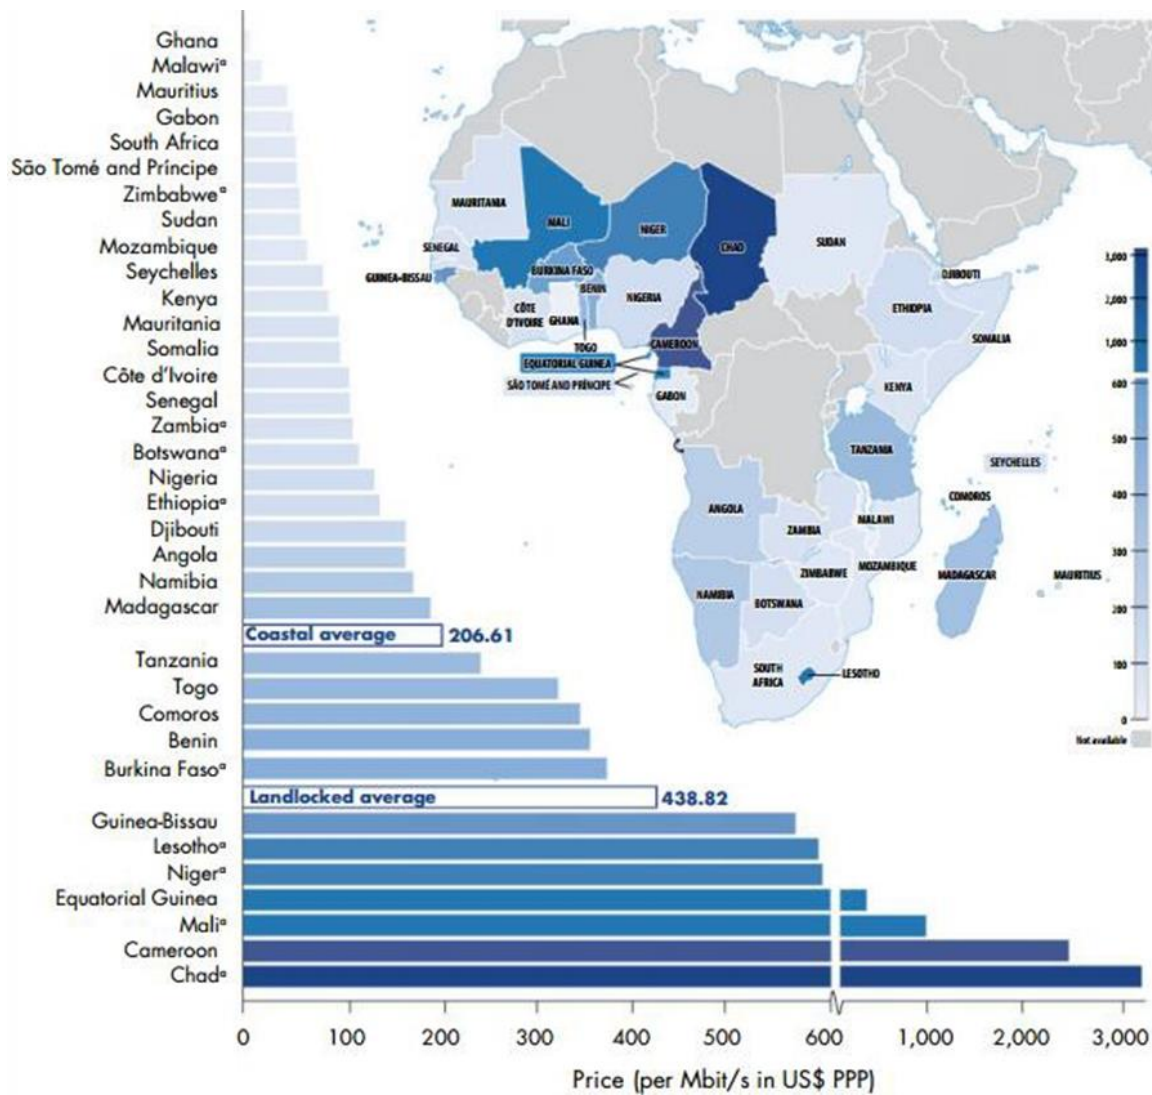 Ghana
Malawiᵃ
Mauritius
Gabon
South Africa
São Tomé and Príncipe
Zimbabweᵃ
Sudan
Mozambique
Seychelles
Kenya
Mauritania
Somalia
Côte d'Ivoire
Senegal
Zambiaᵃ
Botswanaᵃ
Nigeria
Ethiopiaᵃ
Djibouti
Angola
Namibia
Madagascar
Coastal average 206.61
Tanzania
Togo
Comoros
Benin
Burkina Fasoᵃ
Landlocked average 438.82
Guinea-Bissau
Lesothoᵃ
Nigerᵃ
Equatorial Guinea
Maliᵃ
Cameroon
Chadᵃ
0 100 200 300 400 500 600 1,000 2,000 3,000
Price (per Mbit/s in US$ PPP)
MAURITANIA
MALI
NIGER
CHAD
SUDAN
SENEGAL
GUINEA-BISSAU
BURKINA FASO
BENIN
NIGERIA
CÔTE
D'IVOIRE
GHANA
TOGO
CAMEROON
EQUATORIAL GUINEA
SÃO TOMÉ AND PRÍNCIPE
GABON
DJIBOUTI
ETHIOPIA
SOMALIA
KENYA
TANZANIA
SEYCHELLES
COMOROS
ANGOLA
ZAMBIA
MALAWI
MOZAMBIQUE
ZIMBABWE
MADAGASCAR
MAURITIUS
NAMIBIA
BOTSWANA
SOUTH
AFRICA
LESOTHO
3,000
2,000
1,000
600
500
400
300
200
100
0
Not available